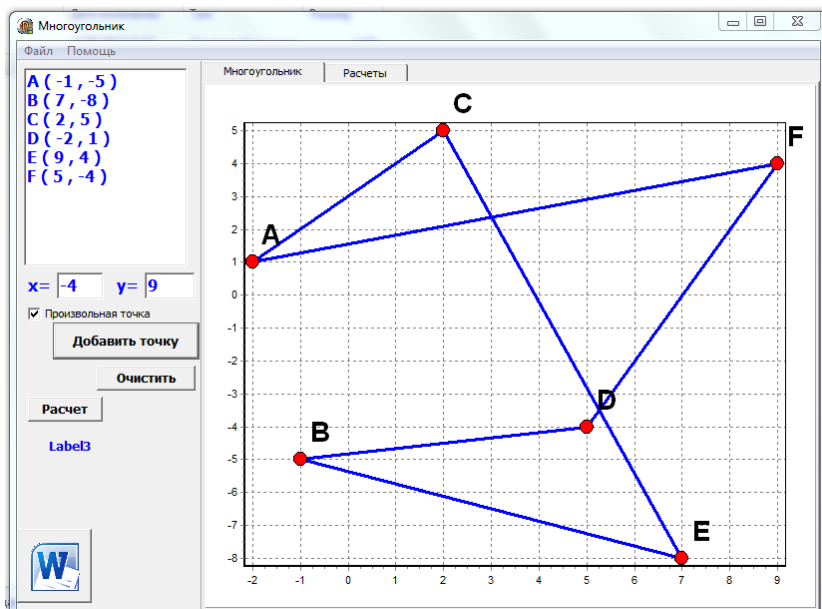 Многоугольник
Файл Помощь
A ( -1 , -5 )
B ( 7 , -8 )
C ( 2 , 5 )
D ( -2 , 1 )
E ( 9 , 4 )
F ( 5 , -4 )
x= -4 y= 9
Произвольная точка
Добавить точку
Очистить
Расчет
Label3
W
Многоугольник Расчеты
C
F
A
D
B
E
5
4
3
2
1
0
-1
-2
-3
-4
-5
-6
-7
-8
-2 -1 0 1 2 3 4 5 6 7 8 9